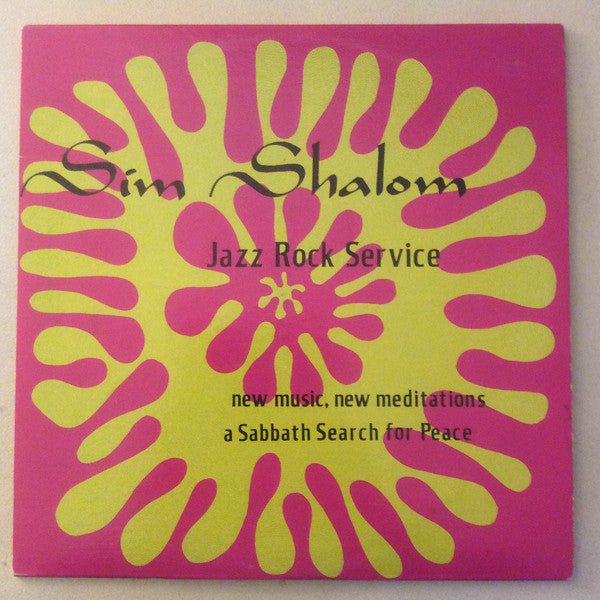 Sim Shalom
Jazz Rock Service
new music, new meditations
a Sabbath Search for Peace